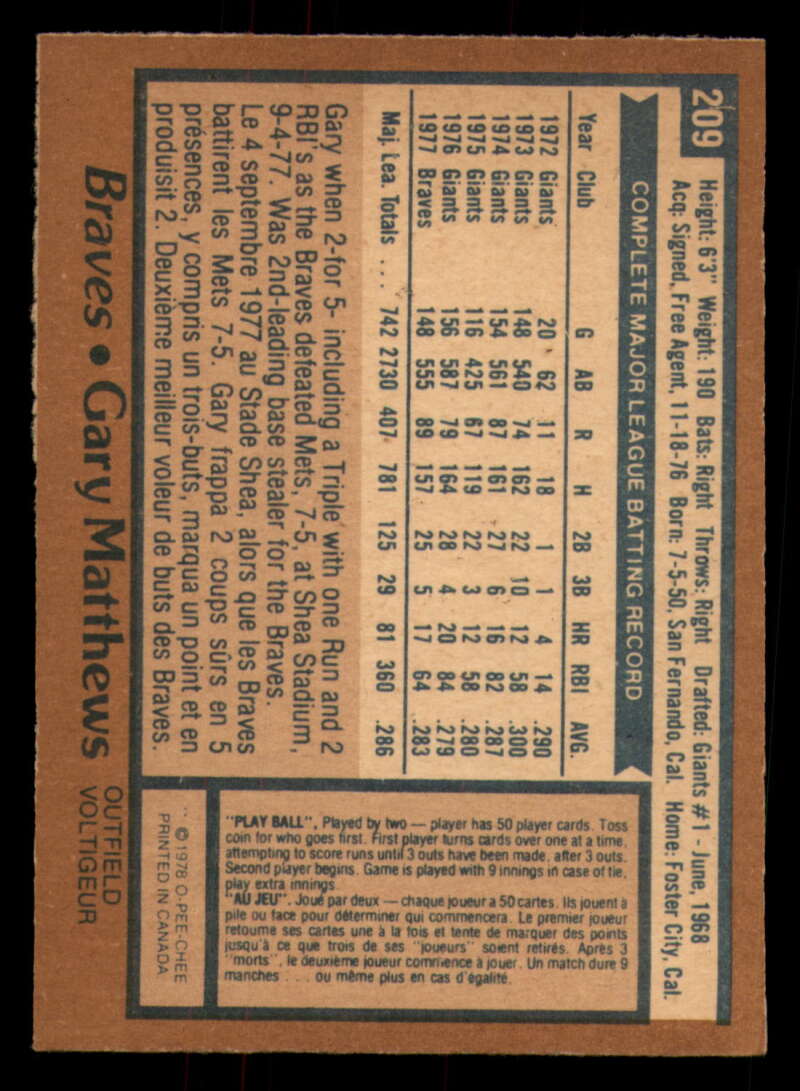 209
Height: 6'3" Weight: 190 Bats: Right Throws: Right Drafted: Giants #1 - June, 1968
Acq: Signed, Free Agent, 11-18-76 Born: 7-5-50, San Fernando, Cal. Home: Foster City, Cal.
COMPLETE MAJOR LEAGUE BATTING RECORD
Year Club G AB R H 2B 3B HR RBI AVG.
1972 Giants 20 62 11 18 1 1 4 14 .290
1973 Giants 148 540 74 162 22 10 12 58 .300
1974 Giants 154 561 87 161 27 6 16 82 .287
1975 Giants 116 425 67 119 22 3 12 58 .280
1976 Giants 156 587 79 164 28 4 20 84 .279
1977 Braves 148 555 89 157 25 5 17 64 .283
Maj. Lea. Totals ... 742 2730 407 781 125 29 81 360 .286
Gary when 2-for 5- including a Triple with one Run and 2
RBI's as the Braves defeated Mets, 7-5, at Shea Stadium,
9-4-77. Was 2nd-leading base stealer for the Braves.
Le 4 septembre 1977 au Stade Shea, alors que les Braves
battirent les Mets 7-5. Gary frappa 2 coups sûrs en 5
présences, y compris un trois-buts, marqua un point et en
produisit 2. Deuxième meilleur voleur de buts des Braves.
Braves • Gary Matthews
OUTFIELD
VOLTIGEUR
"PLAY BALL", Played by two — player has 50 player cards. Toss
coin for who goes first. First player turns cards over one at a time,
attempting to score runs until 3 outs have been made, after 3 outs.
Second player begins. Game is played with 9 innings in case of tie,
play extra innings.
"AU JEU". Joué par deux — chaque joueur a 50 cartes. Ils jouent à
pile ou face pour déterminer qui commencera. Le premier joueur
retourne ses cartes une à la fois et tente de marquer des points
jusqu'à ce que trois de ses "joueurs" soient retirés. Après 3
"morts", le deuxième joueur commence à jouer. Un match dure 9
manches ... ou même plus en cas d'égalité.
** © 1978 O-PEE-CHEE
PRINTED IN CANADA